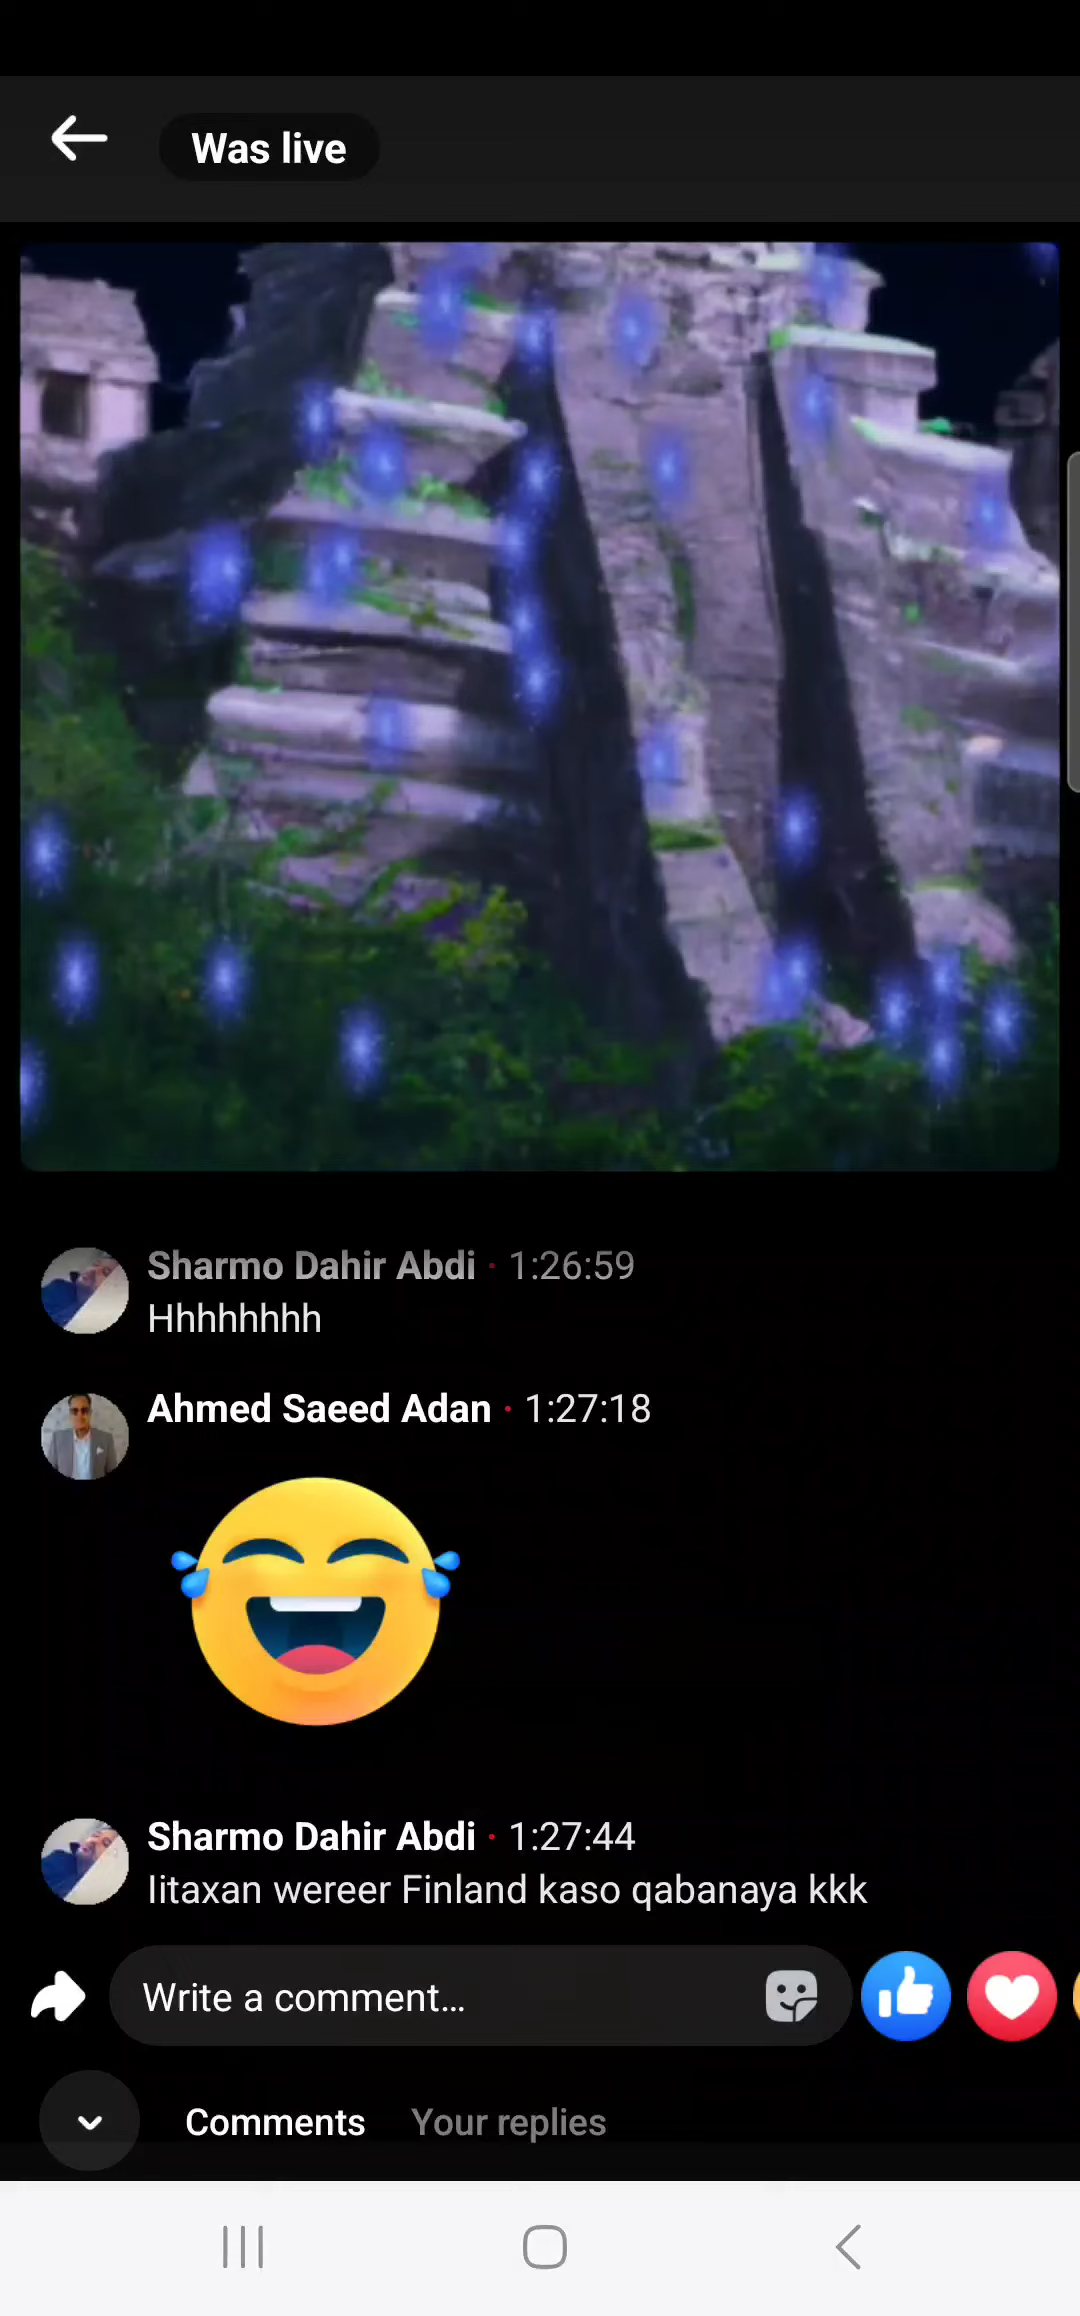 Was live
Sharmo Dahir Abdi · 1:26:59
Hhhhhhhh
Ahmed Saeed Adan · 1:27:18
Sharmo Dahir Abdi · 1:27:44
Iitaxan wereer Finland kaso qabanaya kkk
Write a comment...
Comments Your replies